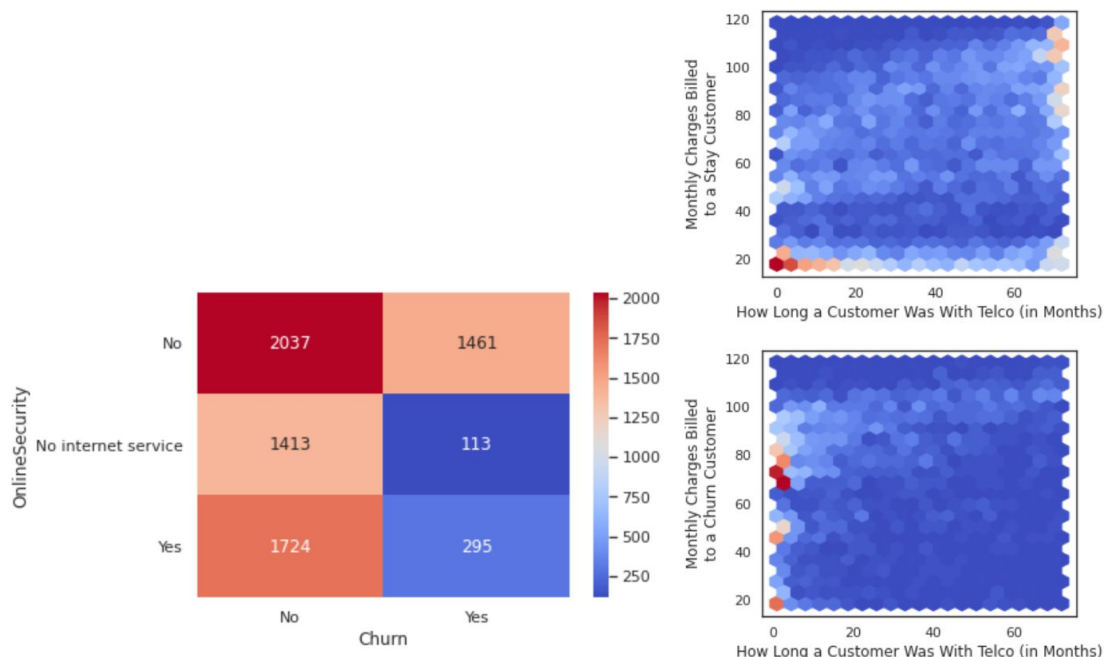 120
100
80
60
40
20
Monthly Charges Billed
to a Stay Customer
0 20 40 60
How Long a Customer Was With Telco (in Months)
OnlineSecurity
No
No internet service
Yes
2037 1461
1413 113
1724 295
No Yes
Churn
2000
1750
1500
1250
1000
750
500
250
120
100
80
60
40
20
Monthly Charges Billed
to a Churn Customer
0 20 40 60
How Long a Customer Was With Telco (in Months)